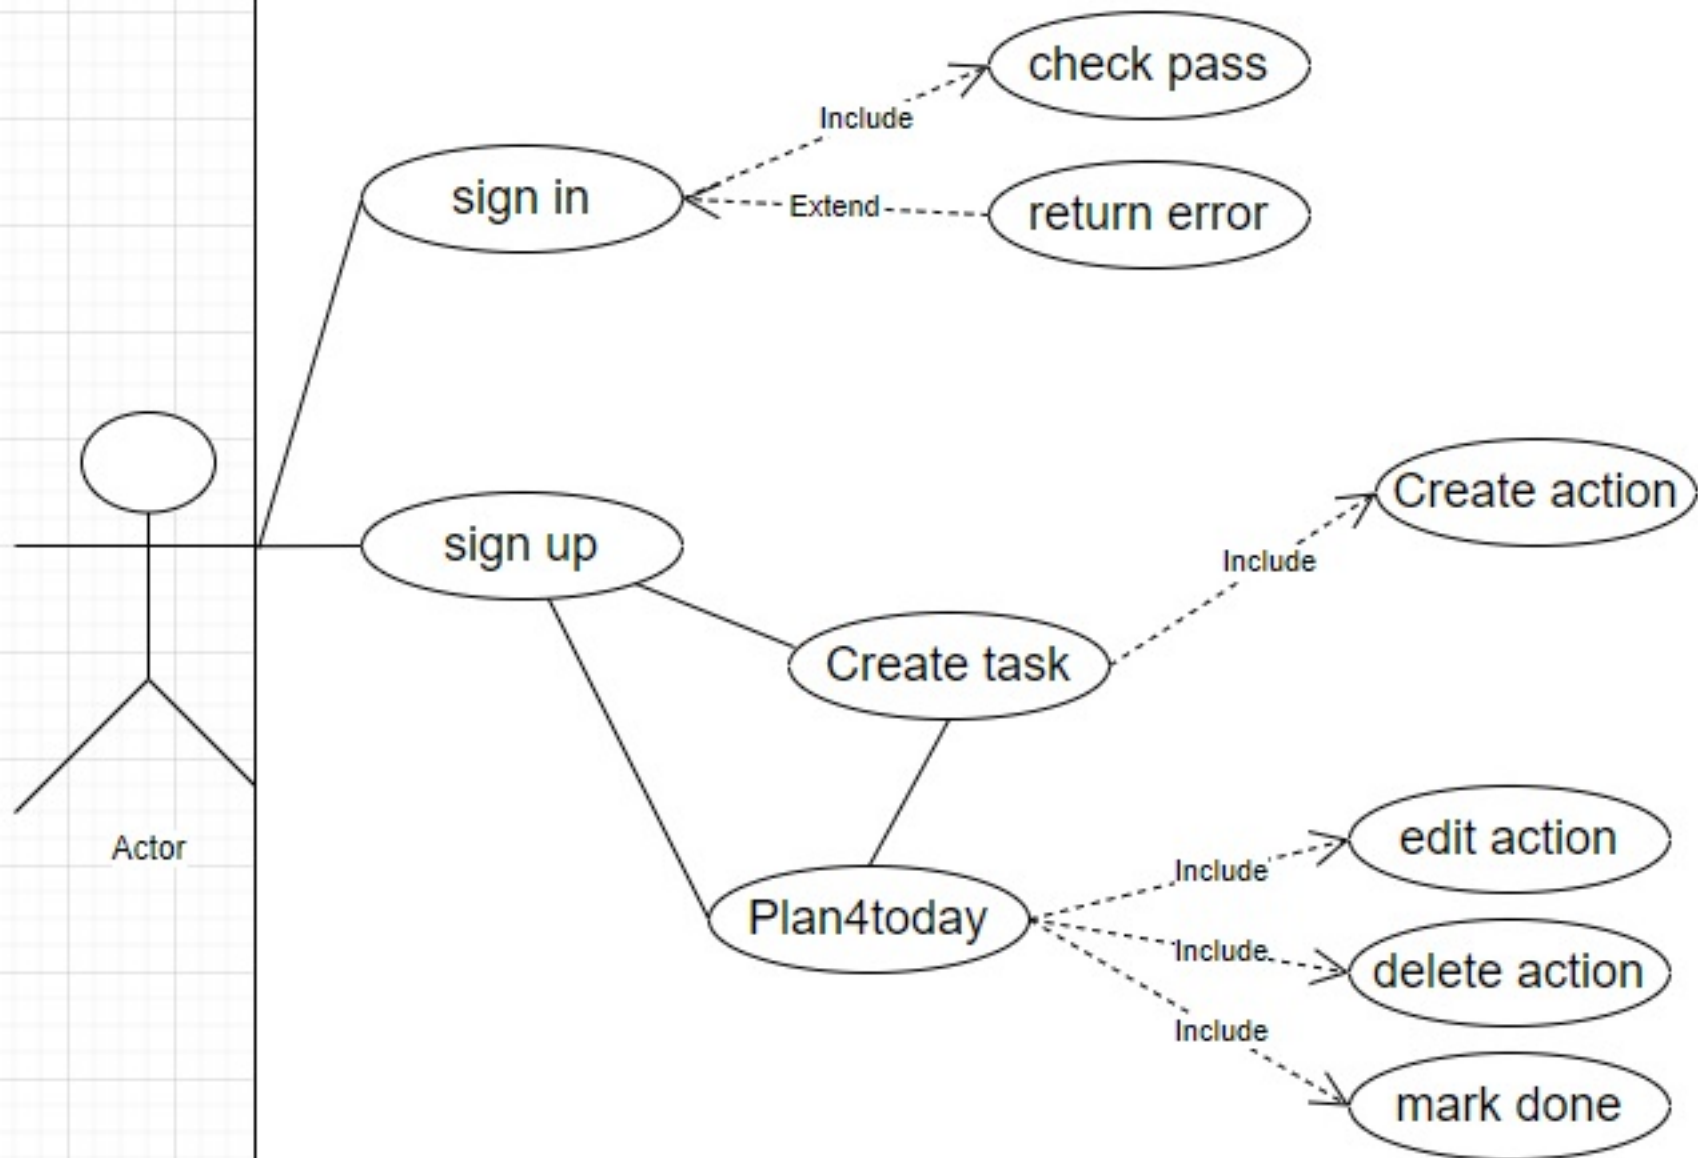 check pass
Include
sign in
Extend
return error
Create action
sign up
Include
Create task
edit action
Actor
Include
Plan4today
Include
delete action
Include
mark done